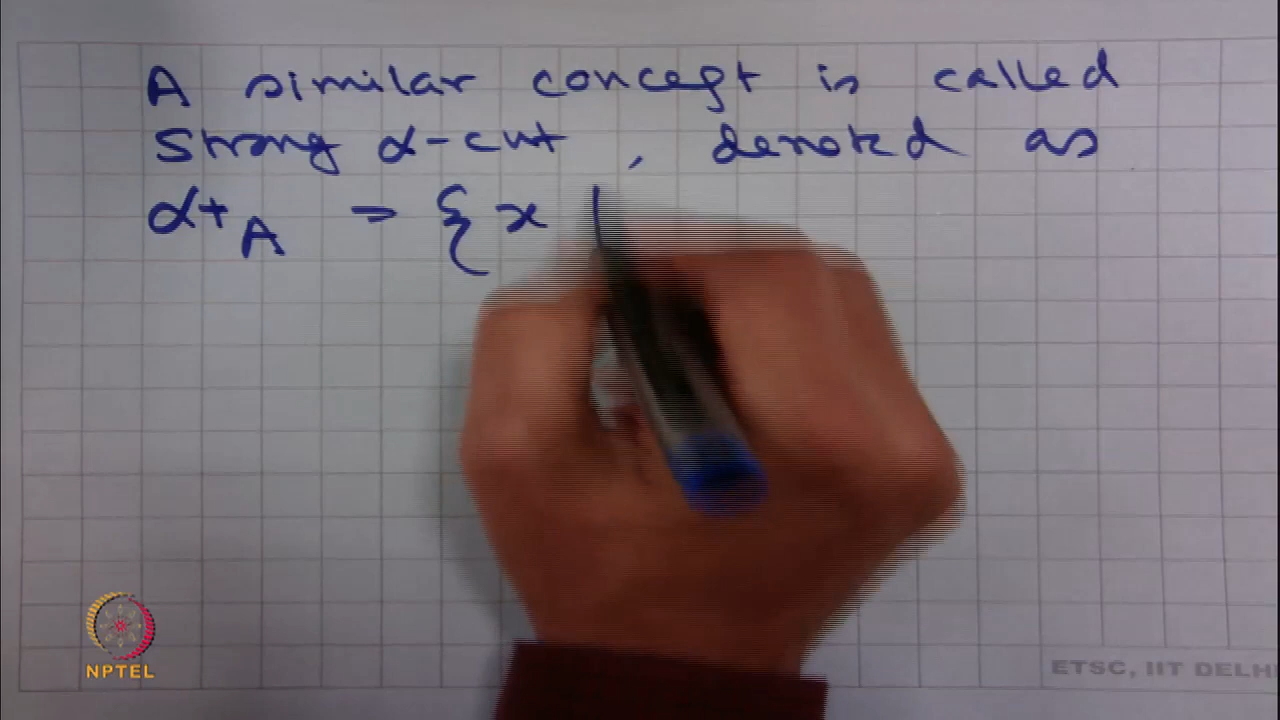 A similar concept is called
Strong α-cut, denoted as
α+A = {x |
NPTEL
ETSC, IIT DELHI